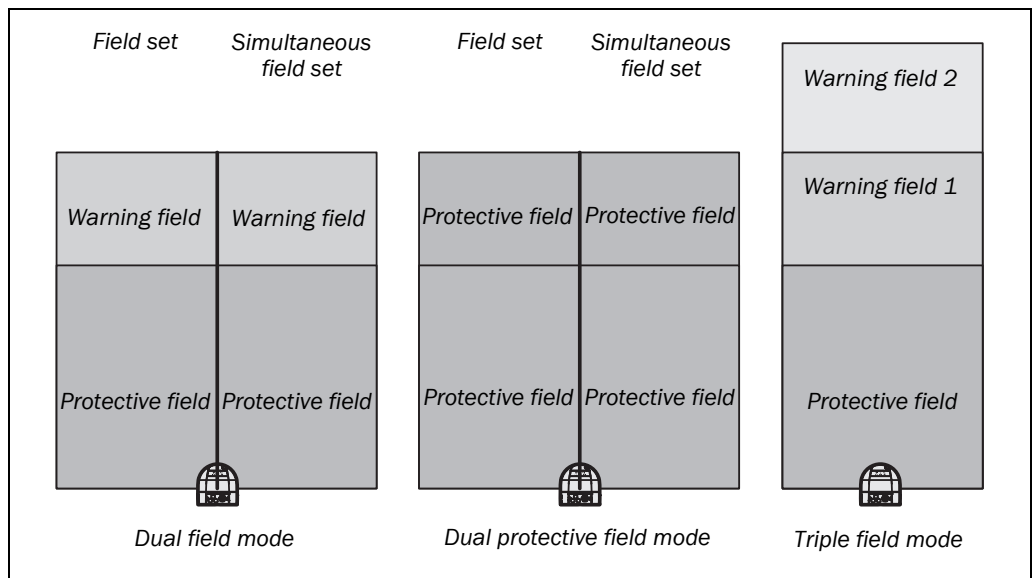 Field set
Simultaneous
field set
Field set
Simultaneous
field set
Warning field 2
Warning field 1
Warning field
Warning field
Protective field
Protective field
Protective field
Protective field
Protective field
Protective field
Protective field
Dual field mode
Dual protective field mode
Triple field mode